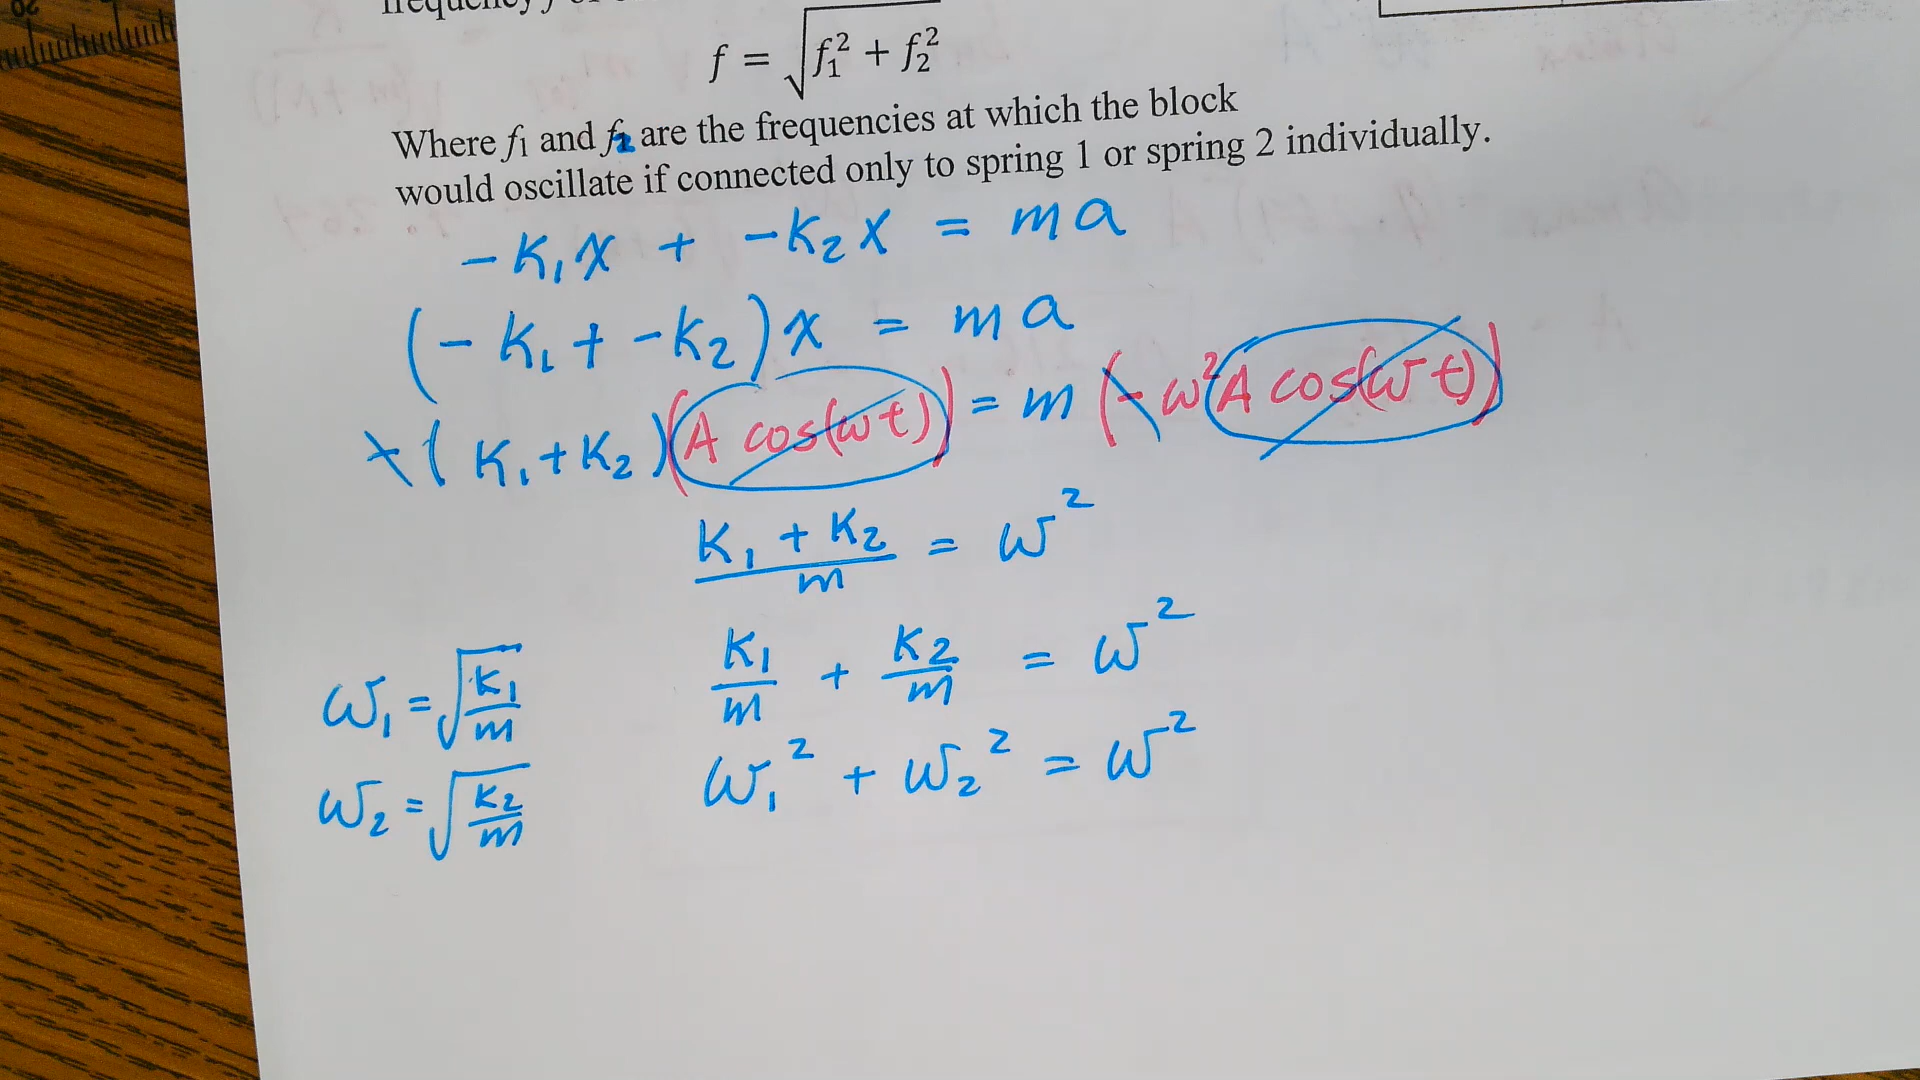 f = √(f₁² + f₂²)
Where f1 and f2 are the frequencies at which the block
would oscillate if connected only to spring 1 or spring 2 individually.
-K₁x + -K₂x = ma
(-K₁ + -K₂)x = ma
-(K₁+K₂)(A cos(ωt)) = m(-ω²A cos(ωt))
(K₁ + K₂)/m = ω²
K₁/m + K₂/m = ω²
ω₁ = √(K₁/m)
ω₁² + ω₂² = ω²
ω₂ = √(K₂/m)